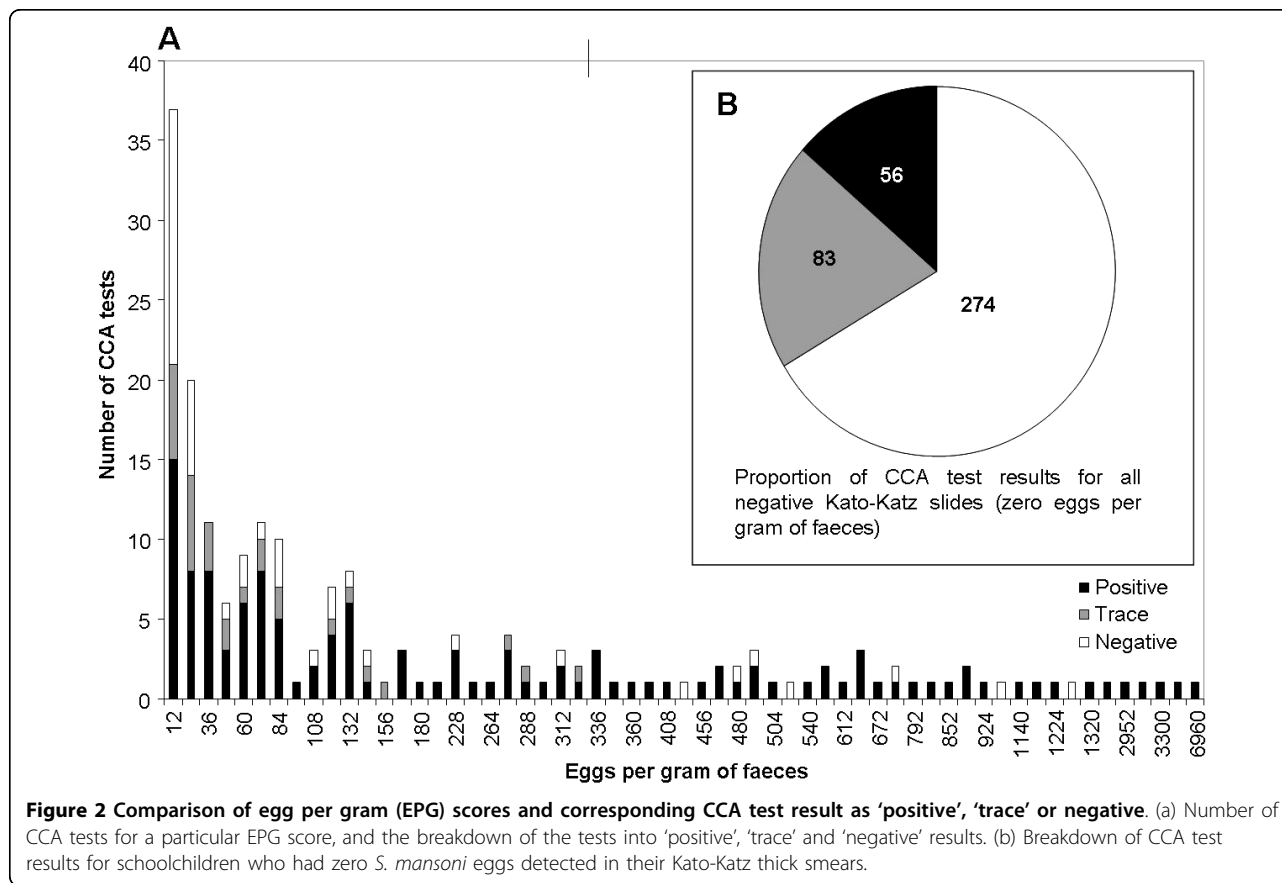 A
40
35
30
25
20
15
10
5
0
Number of CCA tests
B
56
83
274
Proportion of CCA test results for all
negative Kato-Katz slides (zero eggs per
gram of faeces)
Positive
Trace
Negative
12 36 60 84 108 132 156 180 228 264 288 312 336 360 408 456 480 504 540 612 672 792 852 924 1140 1224 1320 2952 3300 6960
Eggs per gram of faeces
Figure 2 Comparison of egg per gram (EPG) scores and corresponding CCA test result as ‘positive’, ‘trace’ or negative. (a) Number of
CCA tests for a particular EPG score, and the breakdown of the tests into ‘positive’, ‘trace’ and ‘negative’ results. (b) Breakdown of CCA test
results for schoolchildren who had zero S. mansoni eggs detected in their Kato-Katz thick smears.